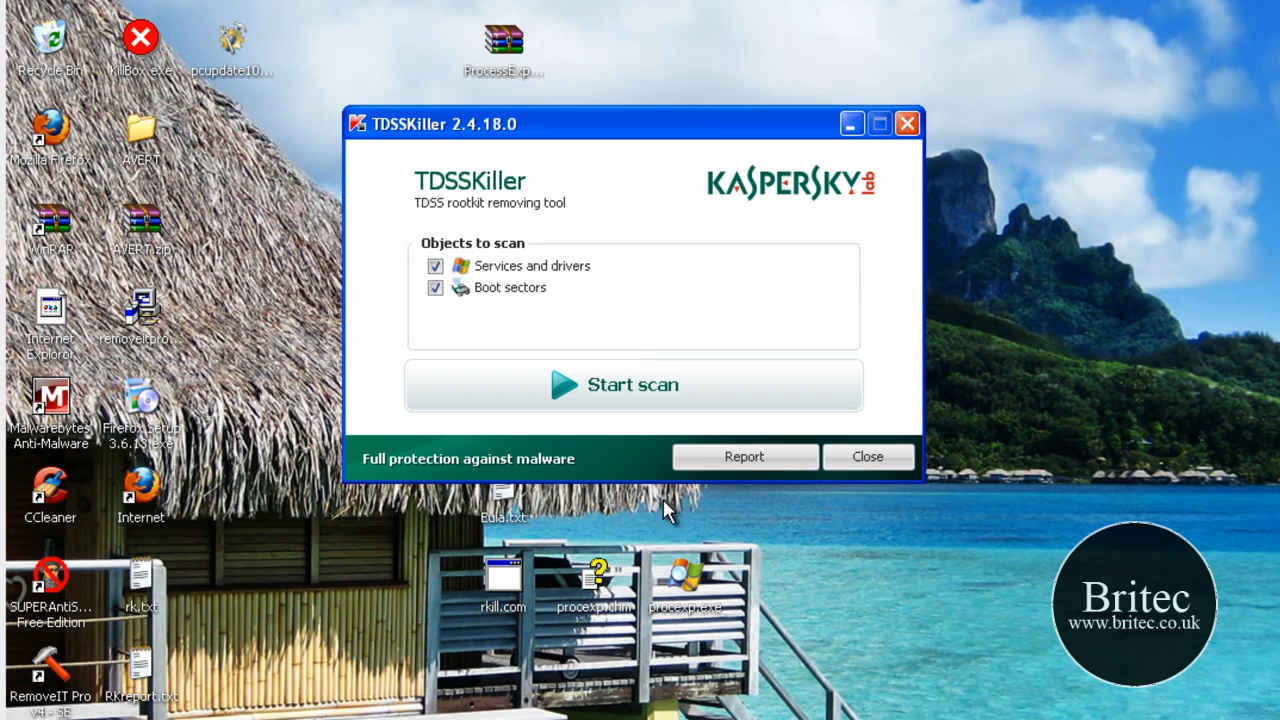 Recycle Bin
KillBox.exe
pcupdate10...
ProcessExp...
Mozilla Firefox
AVERT
WinRAR
AVERT.zip
Internet
Exploror
removeitpro...
Malwarebytes
Anti-Malware
Firefox Setup
3.6.13.exe
CCleaner
Internet
SUPERAntiS...
Free Edition
rk.txt
RemoveIT Pro
v4 - SE
RKreport.txt
TDSSKiller 2.4.18.0
TDSSKiller
TDSS rootkit removing tool
KASPERSKY lab
Objects to scan
Services and drivers
Boot sectors
Start scan
Full protection against malware
Report
Close
Eula.txt
rkill.com
procexp.chm
procexp.exe
Britec
www.britec.co.uk